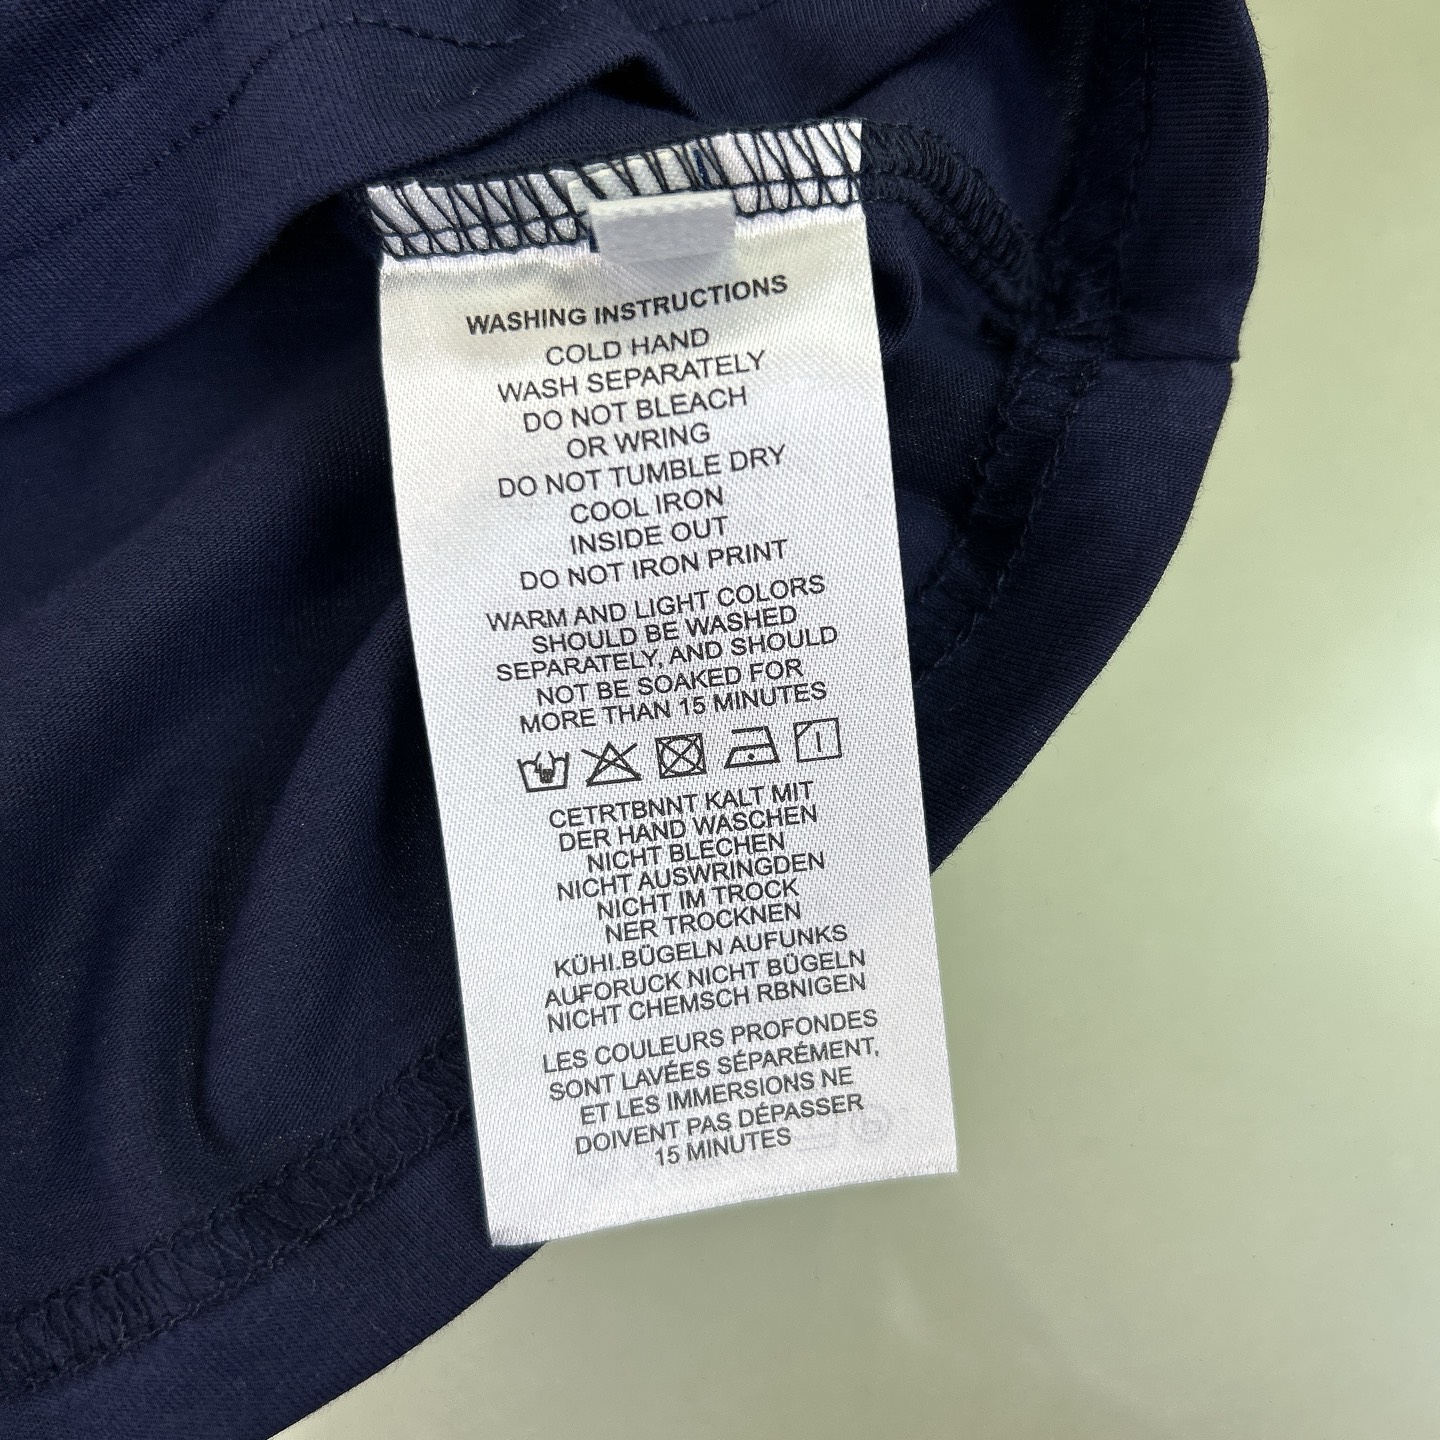 WASHING INSTRUCTIONS
COLD HAND
WASH SEPARATELY
DO NOT BLEACH
OR WRING
DO NOT TUMBLE DRY
COOL IRON
INSIDE OUT
DO NOT IRON PRINT
WARM AND LIGHT COLORS
SHOULD BE WASHED
SEPARATELY, AND SHOULD
NOT BE SOAKED FOR
MORE THAN 15 MINUTES
CETRTBNNT KALT MIT
DER HAND WASCHEN
NICHT BLECHEN
NICHT AUSWRINGDEN
NICHT IM TROCK
NER TROCKNEN
KÜHI.BÜGELN AUFUNKS
AUFORUCK NICHT BÜGELN
NICHT CHEMSCH RBNIGEN
LES COULEURS PROFONDES
SONT LAVÉES SÉPARÉMENT,
ET LES IMMERSIONS NE
DOIVENT PAS DÉPASSER
15 MINUTES